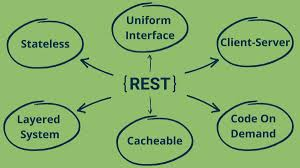 Uniform
Interface
Stateless
Client-Server
{REST}
Layered
System
Cacheable
Code On
Demand